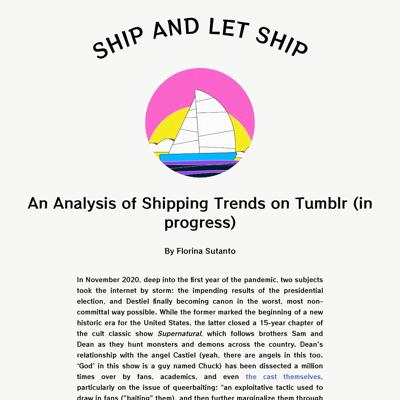 SHIP AND LET SHIP
An Analysis of Shipping Trends on Tumblr (in
progress)
By Florina Sutanto
In November 2020, deep into the first year of the pandemic, two subjects
took the internet by storm: the impending results of the presidential
election, and Destiel finally becoming canon in the worst, most non-
committal way possible. While the former marked the beginning of a new
historic era for the United States, the latter closed a 15-year chapter of
the cult classic show Supernatural, which follows brothers Sam and
Dean as they hunt monsters and demons across the country. Dean's
relationship with the angel Castiel (yeah, there are angels in this too.
'God' in this show is a guy named Chuck) has been dissected a million
times over by fans, academics, and even the cast themselves,
particularly on the issue of queerbaiting: "an exploitative tactic used to
draw in fans ("baiting" them), and then further marginalize them through